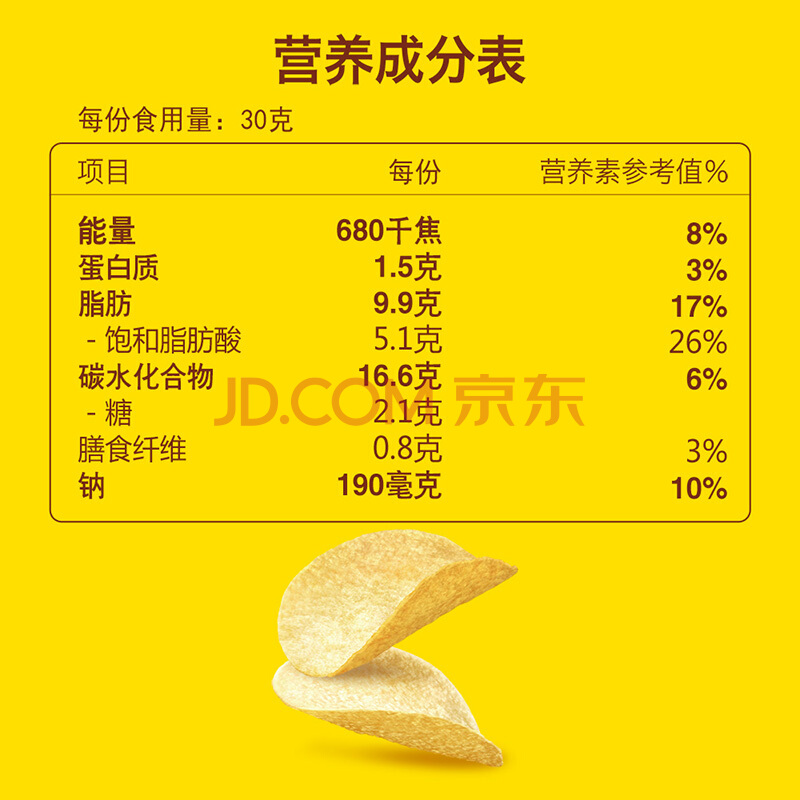 营养成分表
每份食用量：30克
项目 每份 营养素参考值%
能量 680千焦 8%
蛋白质 1.5克 3%
脂肪 9.9克 17%
- 饱和脂肪酸 5.1克 26%
碳水化合物 16.6克 6%
JD.COM 京东
- 糖 2.1克
膳食纤维 0.8克 3%
钠 190毫克 10%